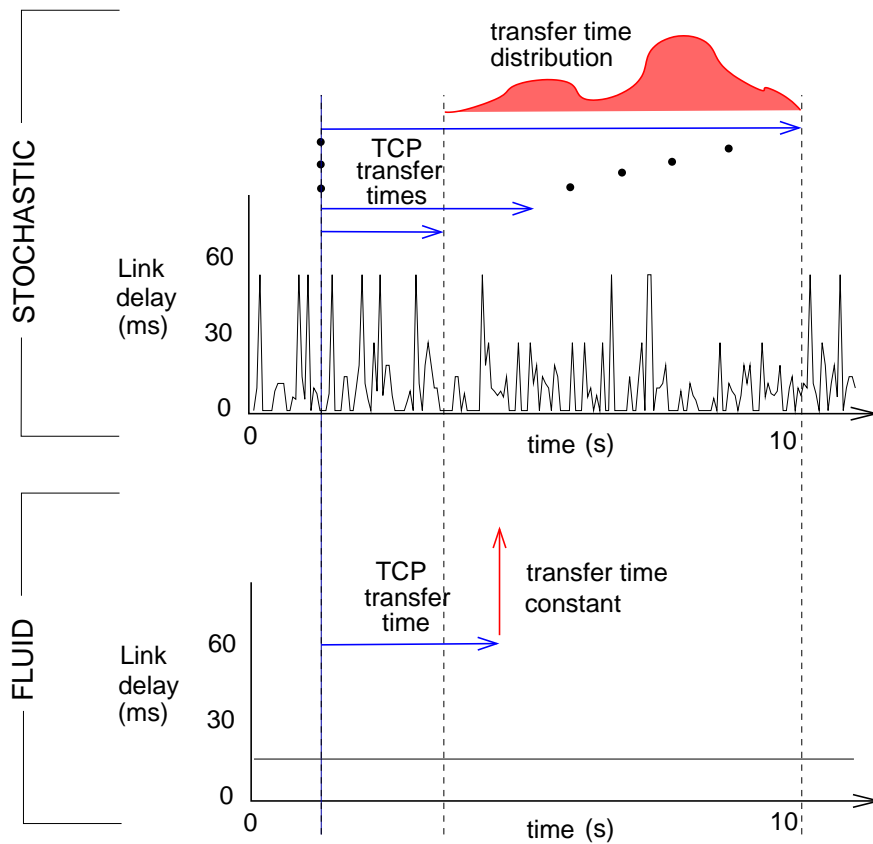 STOCHASTIC
transfer time
distribution
TCP
transfer
times
Link
delay
(ms)
60
30
0
0
time (s)
10
FLUID
TCP
transfer
time
transfer time
constant
Link
delay
(ms)
60
30
0
0
time (s)
10